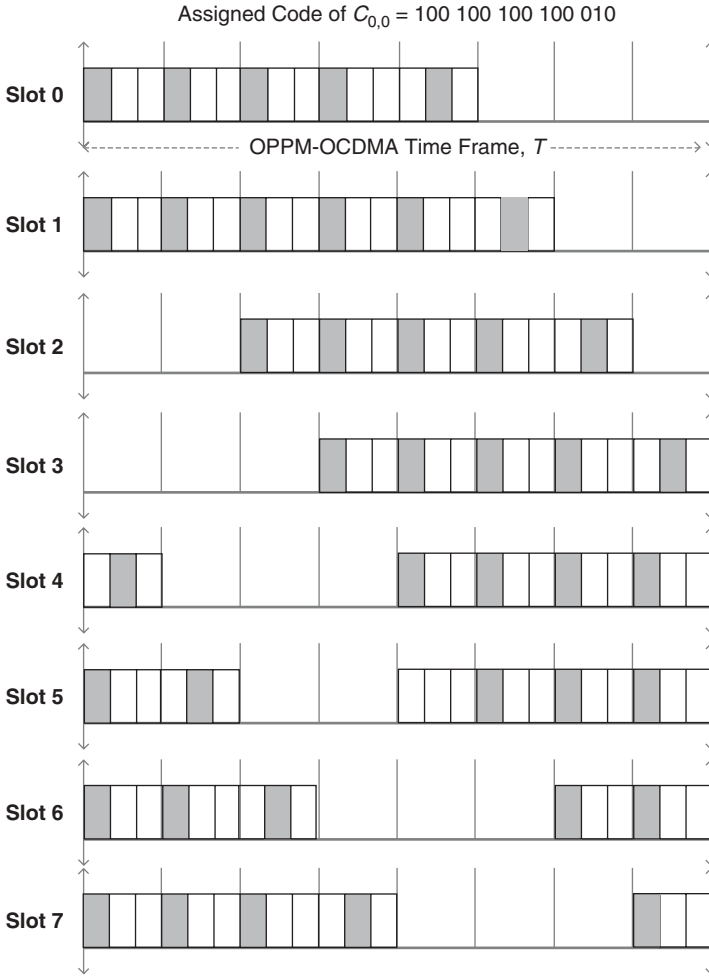 Assigned Code of C0,0 = 100 100 100 100 010
Slot 0
OPPM-OCDMA Time Frame, T
Slot 1
Slot 2
Slot 3
Slot 4
Slot 5
Slot 6
Slot 7